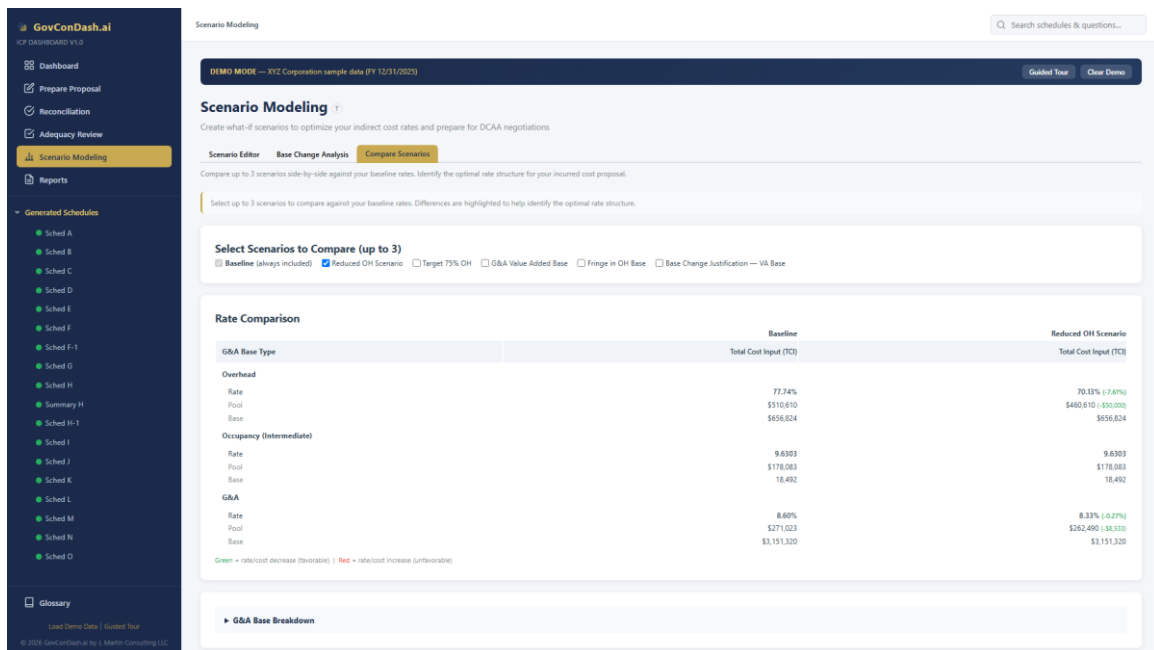 GovConDash.ai
ICP DASHBOARD V1.0
Dashboard
Prepare Proposal
Reconciliation
Adequacy Review
Scenario Modeling
Reports
Generated Schedules
Sched A
Sched B
Sched C
Sched D
Sched E
Sched F
Sched F-1
Sched G
Sched H
Summary H
Sched H-1
Sched I
Sched J
Sched K
Sched L
Sched M
Sched N
Sched O
Glossary
Load Demo Data | Guided Tour
© 2026 GovConDash.ai by J. Martin Consulting LLC
Scenario Modeling
Search schedules & questions...
DEMO MODE — XYZ Corporation sample data (FY 12/31/2025)
Guided Tour Clear Demo
Scenario Modeling ?
Create what-if scenarios to optimize your indirect cost rates and prepare for DCAA negotiations
Scenario Editor Base Change Analysis Compare Scenarios
Compare up to 3 scenarios side-by-side against your baseline rates. Identify the optimal rate structure for your incurred cost proposal.
Select up to 3 scenarios to compare against your baseline rates. Differences are highlighted to help identify the optimal rate structure.
Select Scenarios to Compare (up to 3)
Baseline (always included) Reduced OH Scenario Target 75% OH G&A Value Added Base Fringe in OH Base Base Change Justification — VA Base
Rate Comparison
Baseline Reduced OH Scenario
G&A Base Type Total Cost Input (TCI) Total Cost Input (TCI)
Overhead
Rate 77.74% 70.13% (-7.61%)
Pool $510,610 $460,610 (-$50,000)
Base $656,824 $656,824
Occupancy (Intermediate)
Rate 9.6303 9.6303
Pool $178,083 $178,083
Base 18,492 18,492
G&A
Rate 8.60% 8.33% (-0.27%)
Pool $271,023 $262,490 (-$8,533)
Base $3,151,320 $3,151,320
Green = rate/cost decrease (favorable) | Red = rate/cost increase (unfavorable)
G&A Base Breakdown